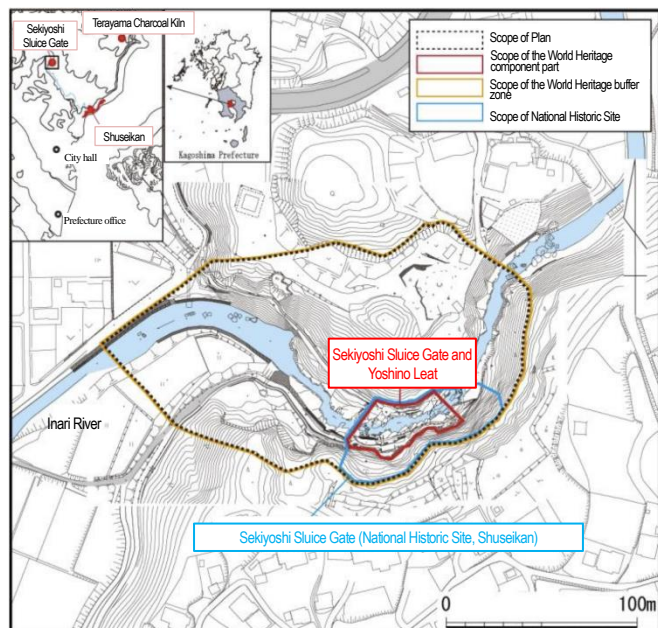 Sekiyoshi
Sluice Gate
Terayama Charcoal Kiln
Shuseikan
City hall
Prefecture office
Kagoshima Prefecture
Scope of Plan
Scope of the World Heritage
component part
Scope of the World Heritage buffer
zone
Scope of National Historic Site
Sekiyoshi Sluice Gate and
Yoshino Leat
Inari River
Sekiyoshi Sluice Gate (National Historic Site, Shuseikan)
0
100m